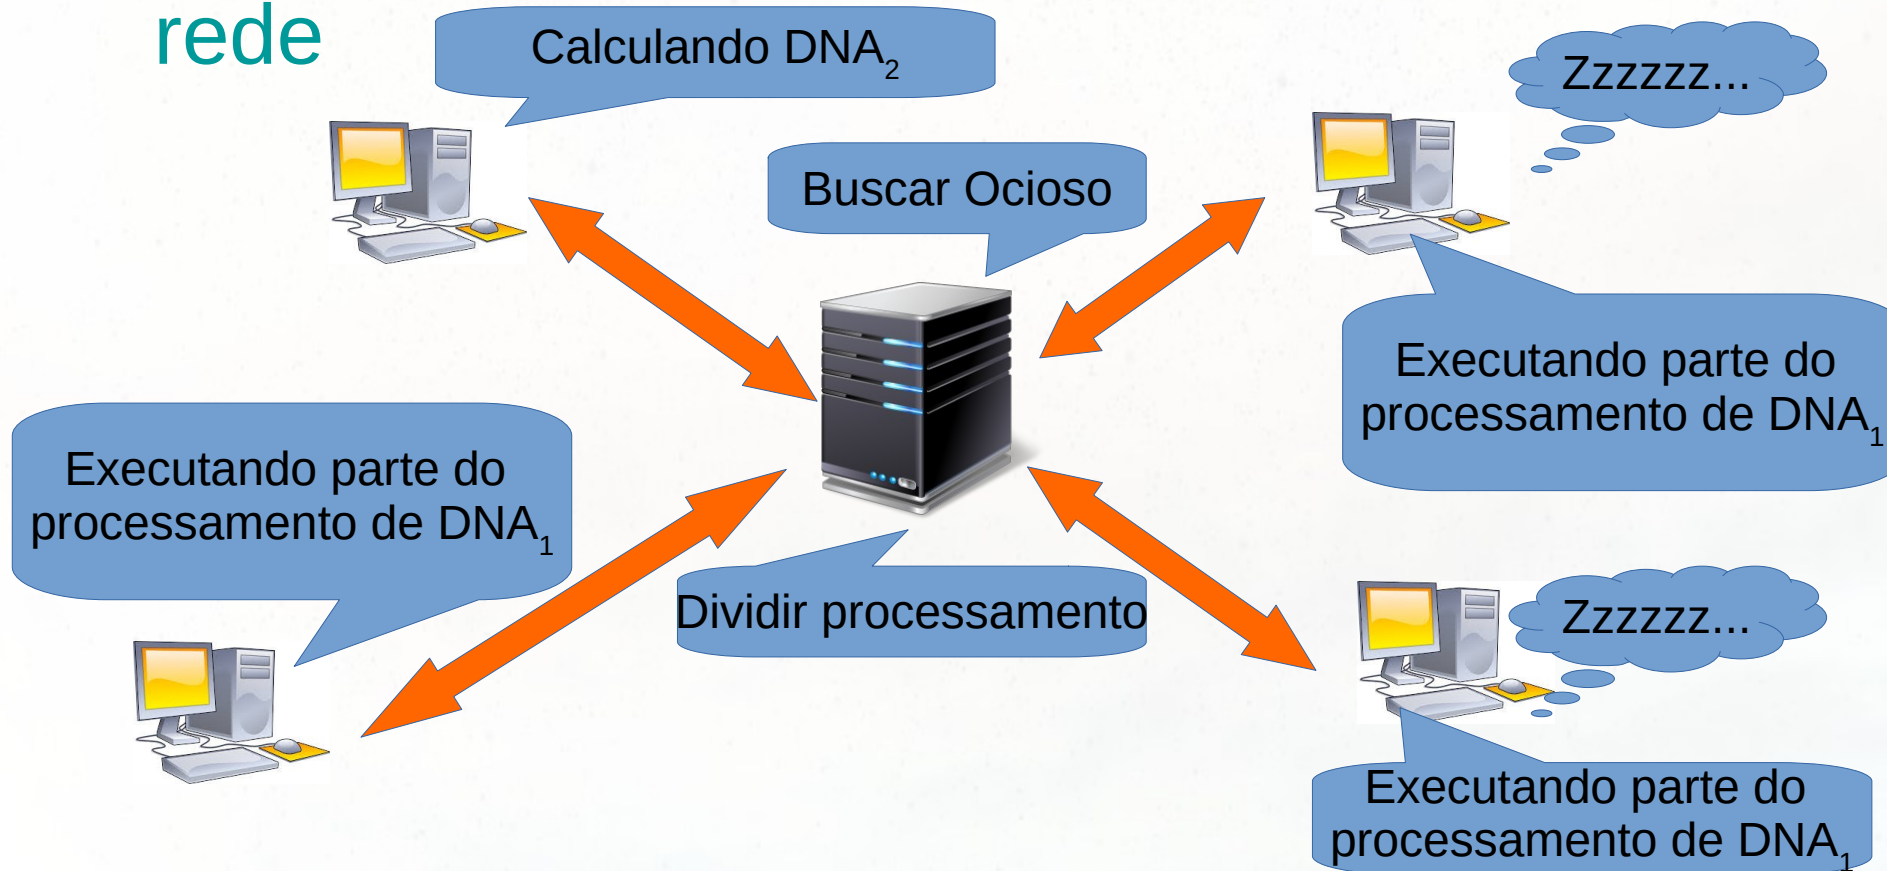 rede
Calculando DNA₂
Zzzzzz...
Buscar Ocioso
Executando parte do
processamento de DNA₁
Executando parte do
processamento de DNA₁
Dividir processamento
Zzzzzz...
Executando parte do
processamento de DNA₁